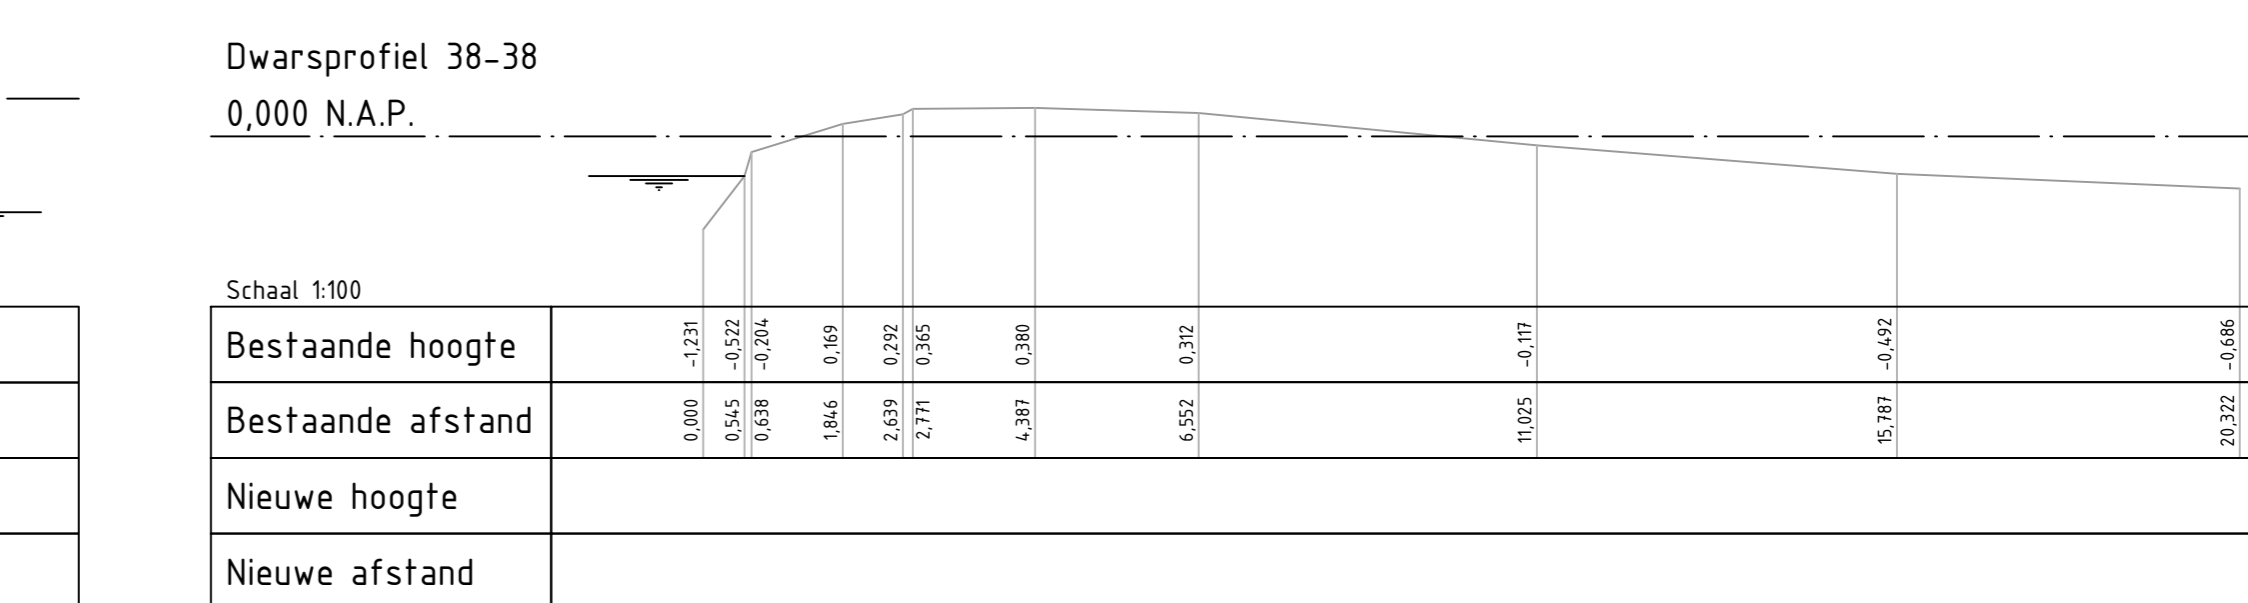 Dwarsprofiel 38-38
0,000 N.A.P.
Schaal 1:100
Bestaande hoogte -1,231 -0,522 -0,204 0,169 0,292 0,365 0,380 0,312 -0,117 -0,492 -0,686
Bestaande afstand 0,000 0,545 0,638 1,846 2,639 2,771 4,387 6,552 11,025 15,787 20,322
Nieuwe hoogte
Nieuwe afstand